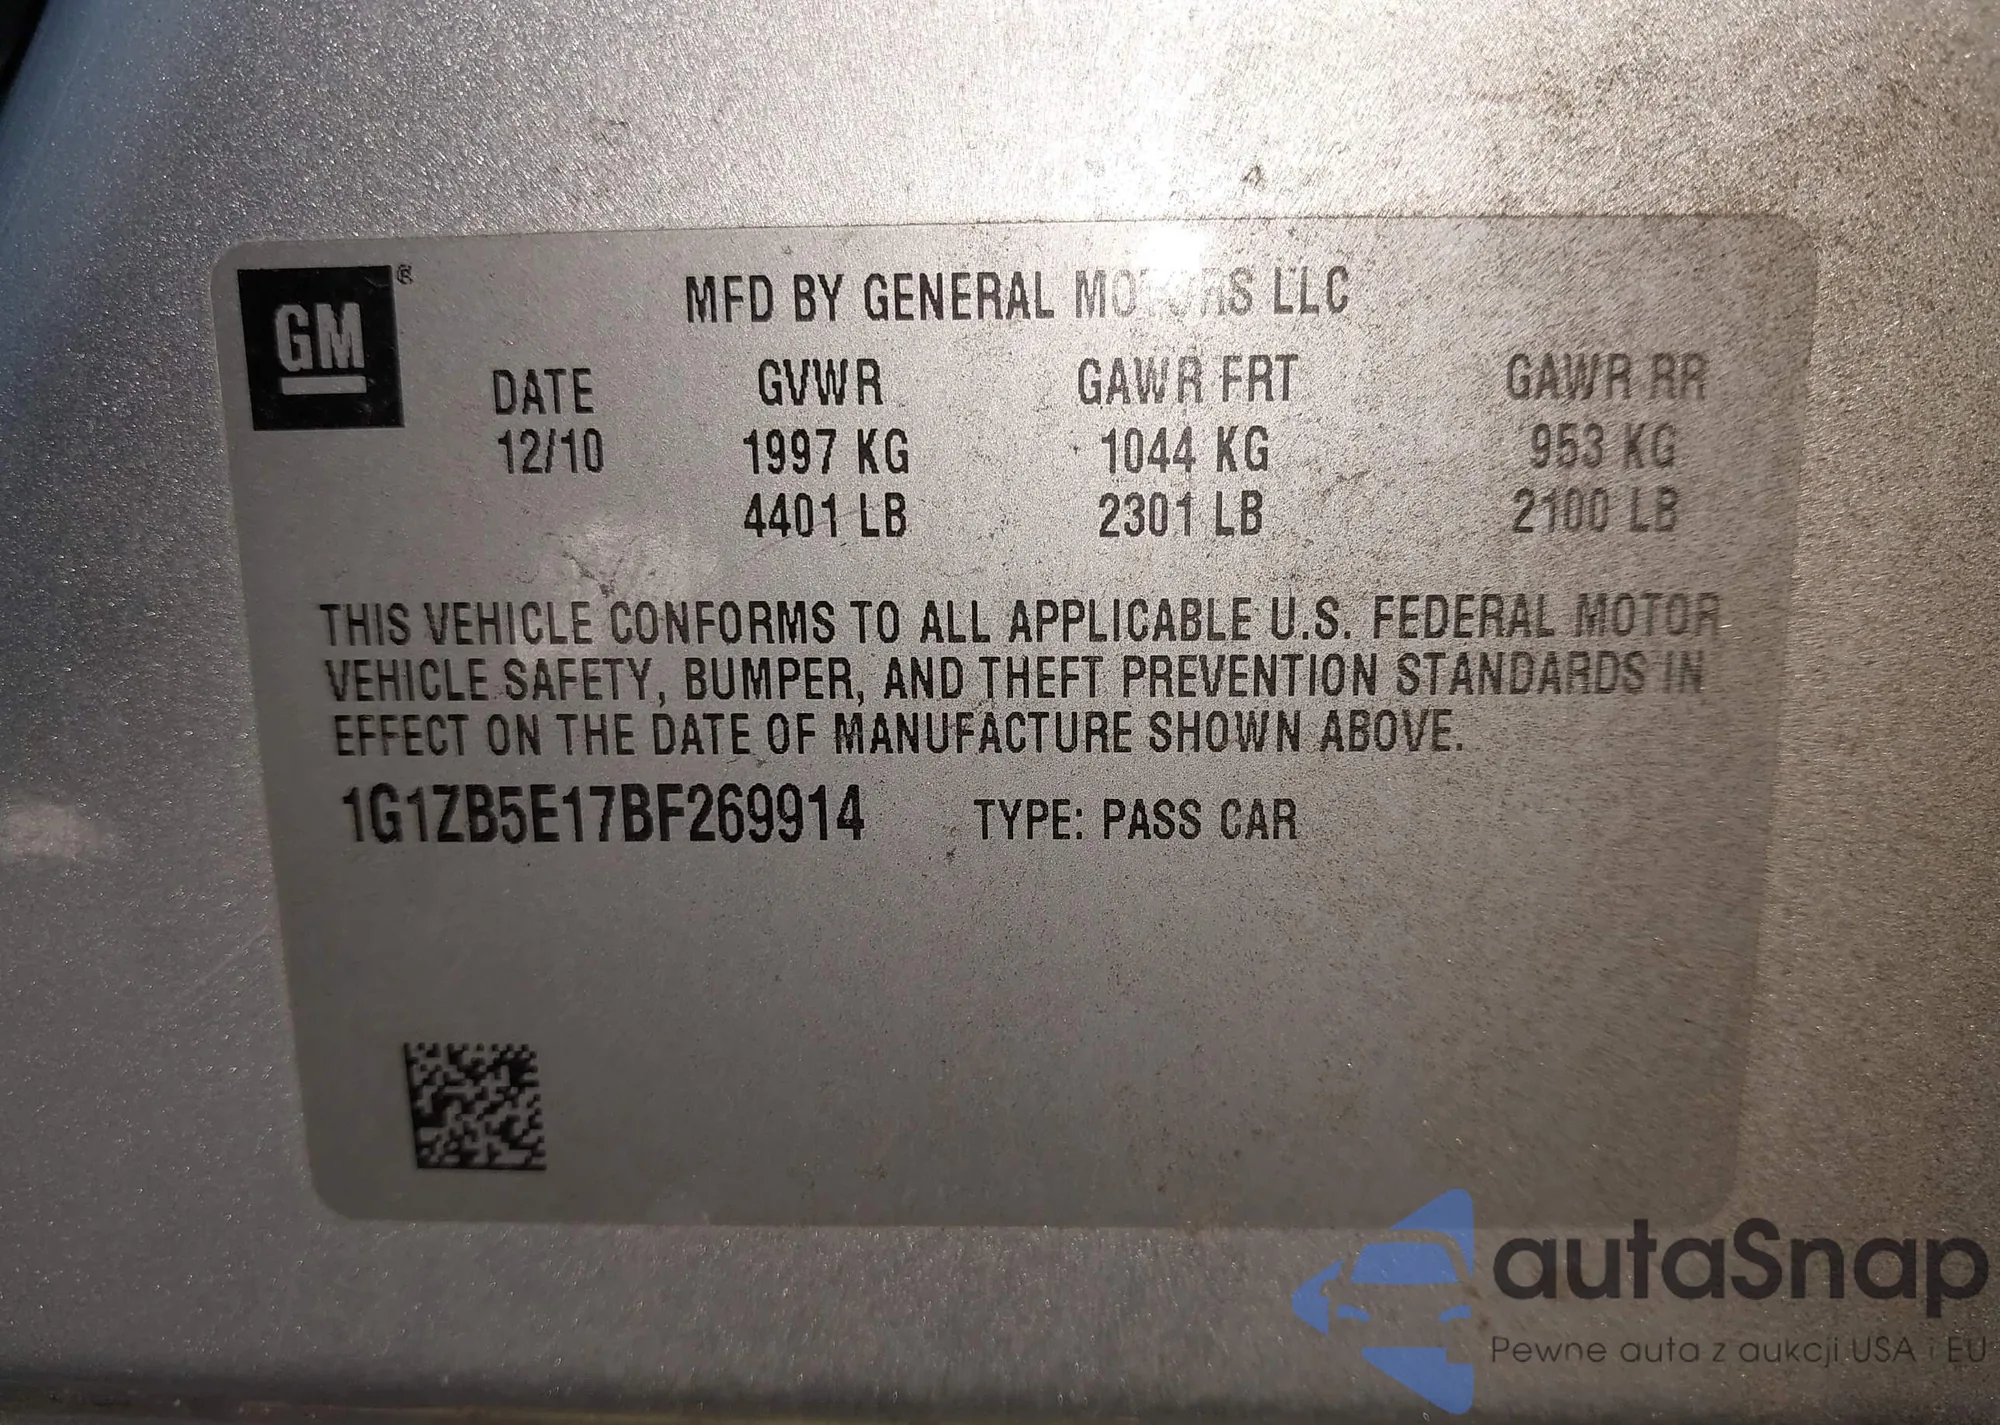 GM ®
MFD BY GENERAL MOTORS LLC
DATE GVWR GAWR FRT GAWR RR
12/10 1997 KG 1044 KG 953 KG
4401 LB 2301 LB 2100 LB
THIS VEHICLE CONFORMS TO ALL APPLICABLE U.S. FEDERAL MOTOR
VEHICLE SAFETY, BUMPER, AND THEFT PREVENTION STANDARDS IN
EFFECT ON THE DATE OF MANUFACTURE SHOWN ABOVE.
1G1ZB5E17BF269914 TYPE: PASS CAR
autaSnap
Pewne auta z aukcji USA i EU